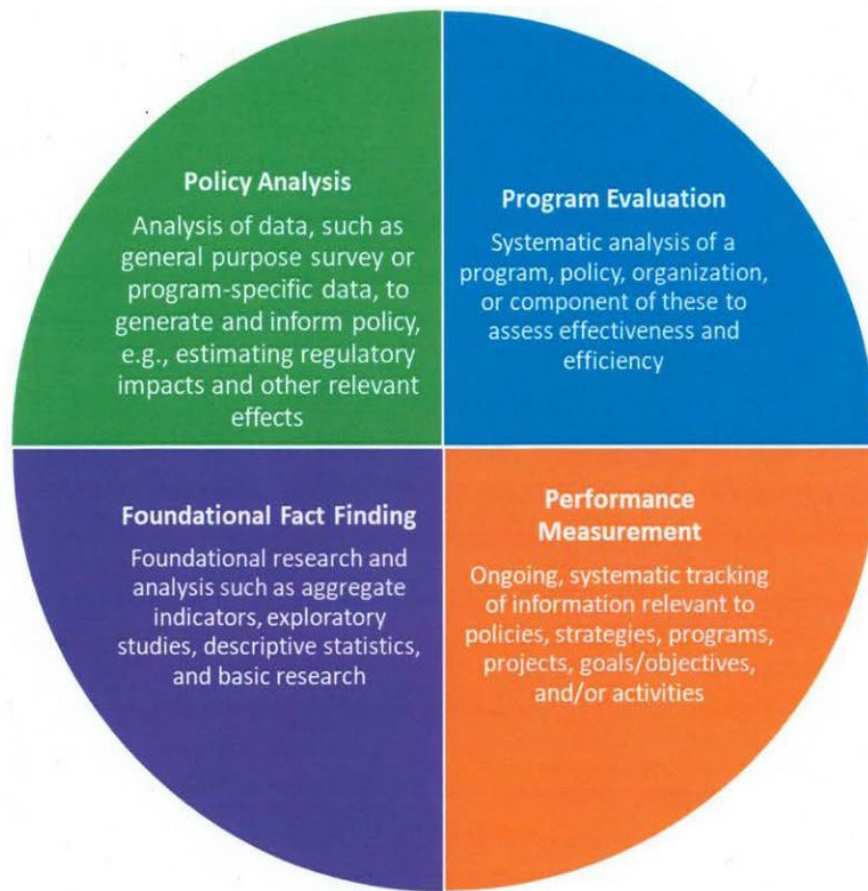 Policy Analysis
Analysis of data, such as
general purpose survey or
program-specific data, to
generate and inform policy,
e.g., estimating regulatory
impacts and other relevant
effects
Program Evaluation
Systematic analysis of a
program, policy, organization,
or component of these to
assess effectiveness and
efficiency
Foundational Fact Finding
Foundational research and
analysis such as aggregate
indicators, exploratory
studies, descriptive statistics,
and basic research
Performance
Measurement
Ongoing, systematic tracking
of information relevant to
policies, strategies, programs,
projects, goals/objectives,
and/or activities